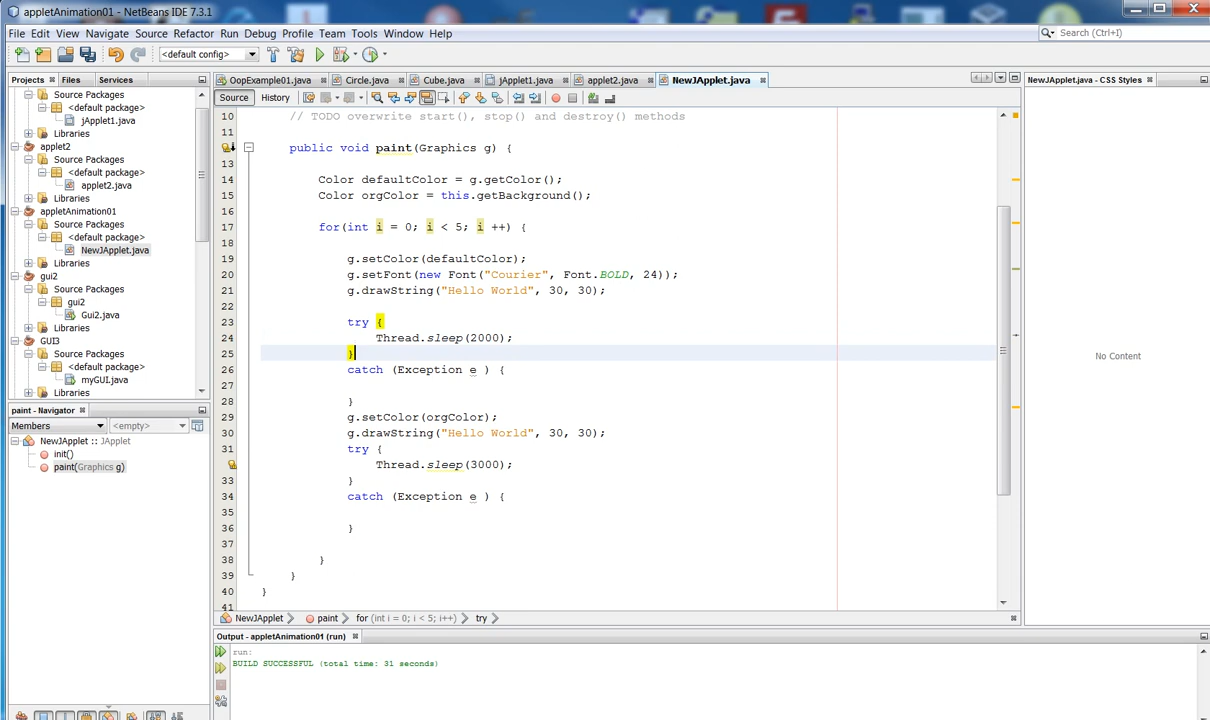 appletAnimation01 - NetBeans IDE 7.3.1
File Edit View Navigate Source Refactor Run Debug Profile Team Tools Window Help
Search (Ctrl+I)
<default config>
Projects Files Services
Source Packages
<default package>
jApplet1.java
Libraries
applet2
Source Packages
<default package>
applet2.java
Libraries
appletAnimation01
Source Packages
<default package>
NewJApplet.java
Libraries
gui2
Source Packages
gui2
Gui2.java
Libraries
GUI3
Source Packages
<default package>
myGUI.java
Libraries
paint - Navigator
Members <empty>
NewJApplet :: JApplet
init()
paint(Graphics g)
OopExample01.java Circle.java Cube.java jApplet1.java applet2.java NewJApplet.java
Source History
10 // TODO overwrite start(), stop() and destroy() methods
11
public void paint(Graphics g) {
13
14 Color defaultColor = g.getColor();
15 Color orgColor = this.getBackground();
16
17 for(int i = 0; i < 5; i ++) {
18
19 g.setColor(defaultColor);
20 g.setFont(new Font("Courier", Font.BOLD, 24));
21 g.drawString("Hello World", 30, 30);
22
23 try {
24 Thread.sleep(2000);
25 }
26 catch (Exception e ) {
27
28 }
29 g.setColor(orgColor);
30 g.drawString("Hello World", 30, 30);
31 try {
Thread.sleep(3000);
33 }
34 catch (Exception e ) {
35
36 }
37
38 }
39 }
40 }
41
NewJApplet paint for (int i = 0; i < 5; i++) try
Output - appletAnimation01 (run)
run:
BUILD SUCCESSFUL (total time: 31 seconds)
NewJApplet.java - CSS Styles
No Content